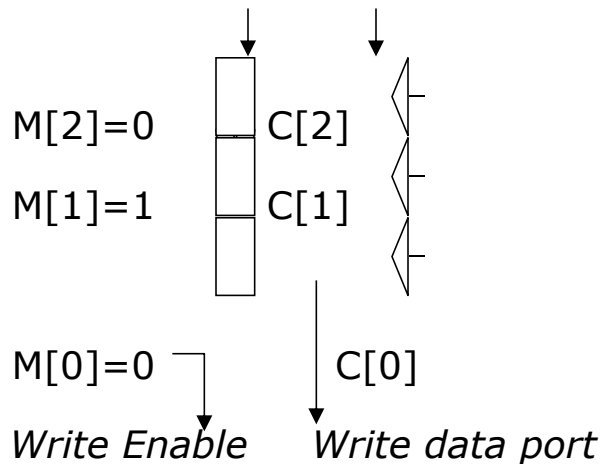 M[2]=0 C[2]
M[1]=1 C[1]
M[0]=0 C[0]
Write Enable Write data port